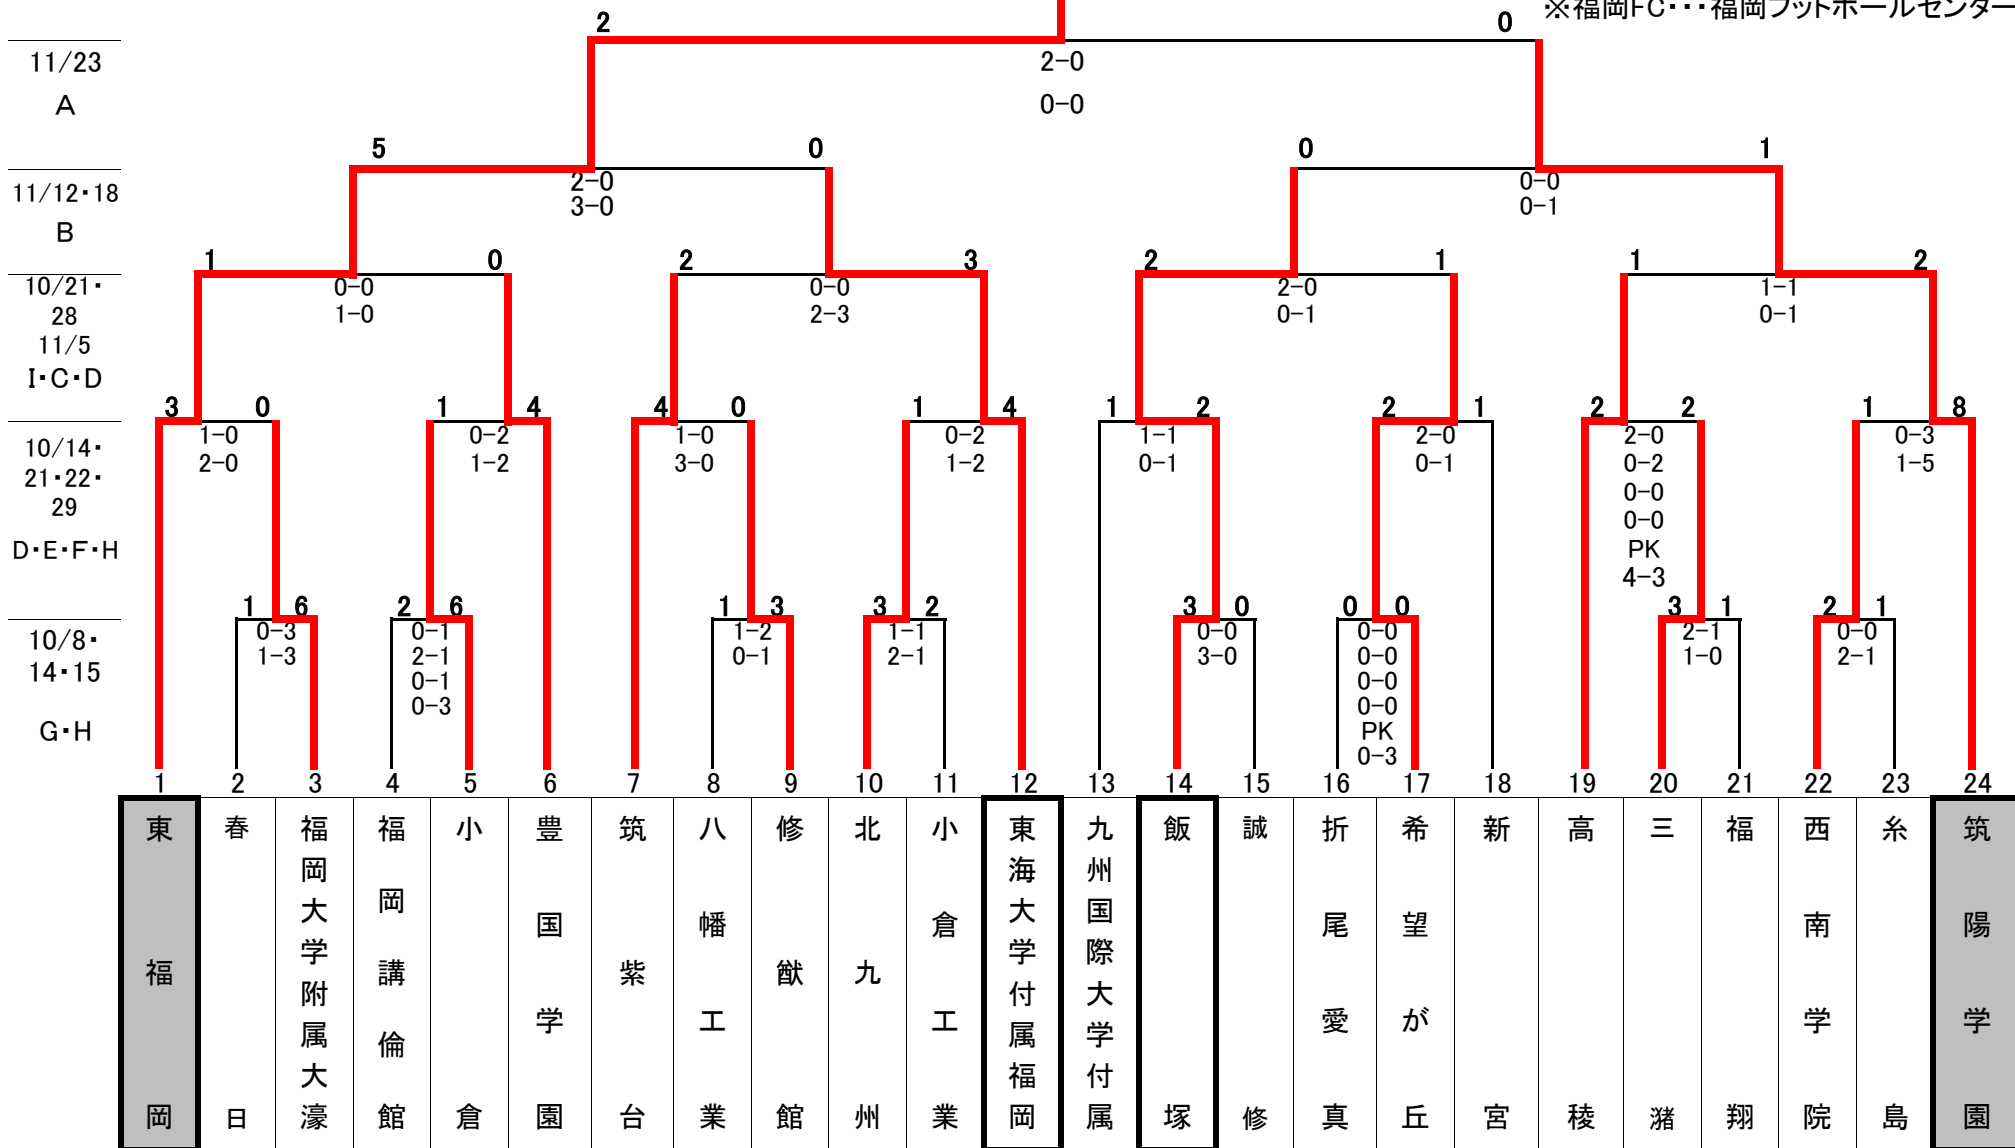 ※福岡FC・・・福岡フットボールセンター
2 0
11/23
A
2-0
0-0
5 0 0 1
11/12・18
B
2-0 0-0
3-0 0-1
1 0 2 3 2 1 1 2
10/21・
28
11/5
I・C・D
0-0 0-0 2-0 1-1
1-0 2-3 0-1 0-1
3 0 1 4 4 0 1 4 1 2 2 1 2 2 1 8
10/14・
21・22・
29
D・E・F・H
1-0 0-2 1-0 0-2 1-1 2-0 2-0 0-3
2-0 1-2 3-0 1-2 0-1 0-1 0-2 1-5
0-0
0-0
PK
4-3
1 6 2 6 1 3 3 2 3 0 0 0 3 1 2 1
10/8・
14・15
G・H
0-3 0-1 1-2 1-1 0-0 0-0 2-1 0-0
1-3 2-1 0-1 2-1 3-0 0-0 1-0 2-1
0-1 0-0
0-3 0-0
PK
0-3
1 2 3 4 5 6 7 8 9 10 11 12 13 14 15 16 17 18 19 20 21 22 23 24
東福岡
春日
福岡大学附属大濠
福岡講倫館
小倉
豊国学園
筑紫台
八幡工業
修猷館
北九州
小倉工業
東海大学付属福岡
九州国際大学付属
飯塚
誠修
折尾愛真
希望が丘
新宮
高稜
三潴
福翔
西南学院
糸島
筑陽学園